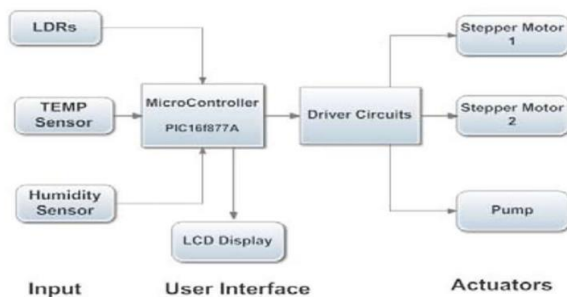 LDRs
Stepper Motor
1
TEMP
Sensor
MicroController
PIC16f877A
Driver Circuits
Stepper Motor
2
Humidity
Sensor
LCD Display
Pump
Input
User Interface
Actuators